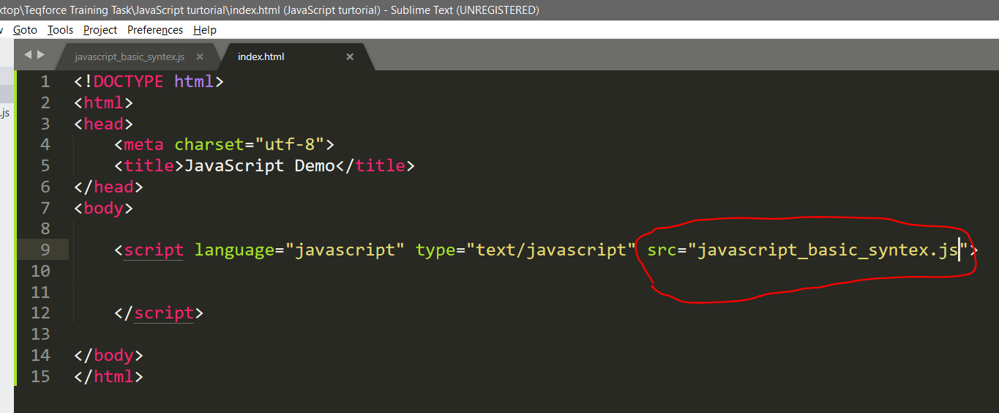 ktop\Teqforce Training Task\JavaScript turtorial\index.html (JavaScript turtorial) - Sublime Text (UNREGISTERED)
Goto Tools Project Preferences Help
javascript_basic_syntex.js × index.html ×
1 <!DOCTYPE html>
2 <html>
3 <head>
.js
4 <meta charset="utf-8">
5 <title>JavaScript Demo</title>
6 </head>
7 <body>
8
9 <script language="javascript" type="text/javascript" src="javascript_basic_syntex.js">
10
11
12 </script>
13
14 </body>
15 </html>